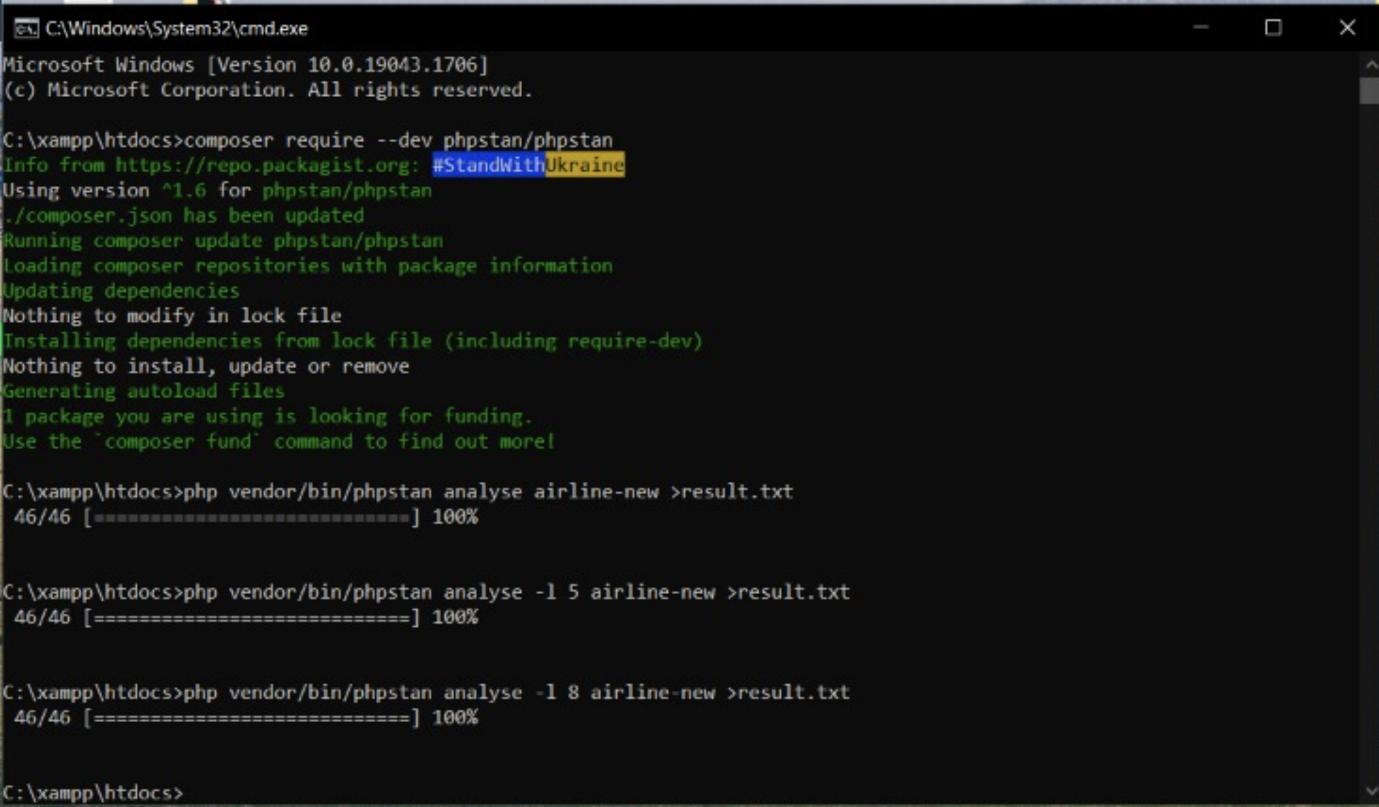 C:\Windows\System32\cmd.exe
Microsoft Windows [Version 10.0.19043.1706]
(c) Microsoft Corporation. All rights reserved.
C:\xampp\htdocs>composer require --dev phpstan/phpstan
Info from https://repo.packagist.org: #StandWithUkraine
Using version ^1.6 for phpstan/phpstan
./composer.json has been updated
Running composer update phpstan/phpstan
Loading composer repositories with package information
Updating dependencies
Nothing to modify in lock file
Installing dependencies from lock file (including require-dev)
Nothing to install, update or remove
Generating autoload files
1 package you are using is looking for funding.
Use the `composer fund` command to find out more!
C:\xampp\htdocs>php vendor/bin/phpstan analyse airline-new >result.txt
46/46 [============================] 100%
C:\xampp\htdocs>php vendor/bin/phpstan analyse -l 5 airline-new >result.txt
46/46 [============================] 100%
C:\xampp\htdocs>php vendor/bin/phpstan analyse -l 8 airline-new >result.txt
46/46 [============================] 100%
C:\xampp\htdocs>